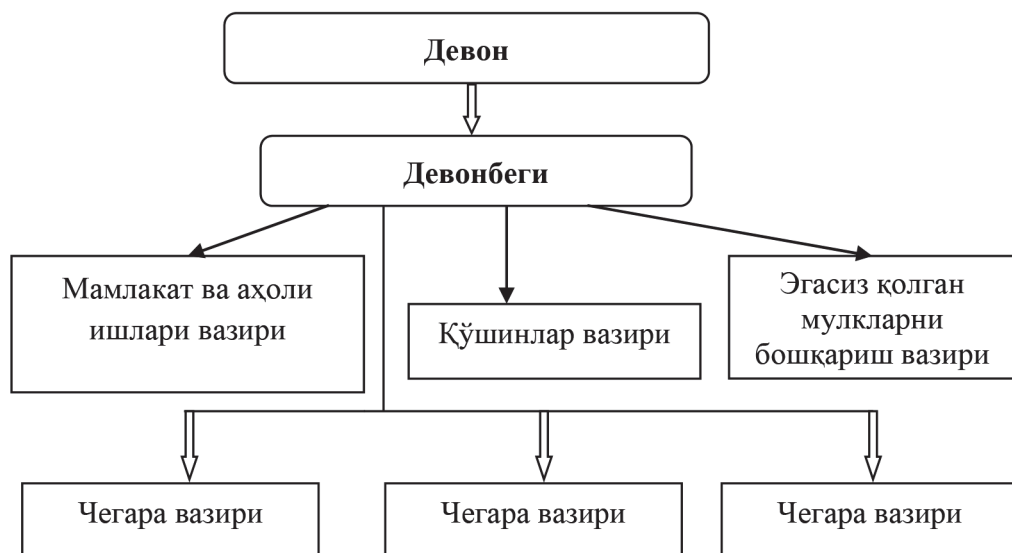 Девон
Девонбеги
Мамлакат ва аҳоли
ишлари вазири
Қўшинлар вазири
Эгасиз қолган
мулкларни
бошқариш вазири
Чегара вазири
Чегара вазири
Чегара вазири